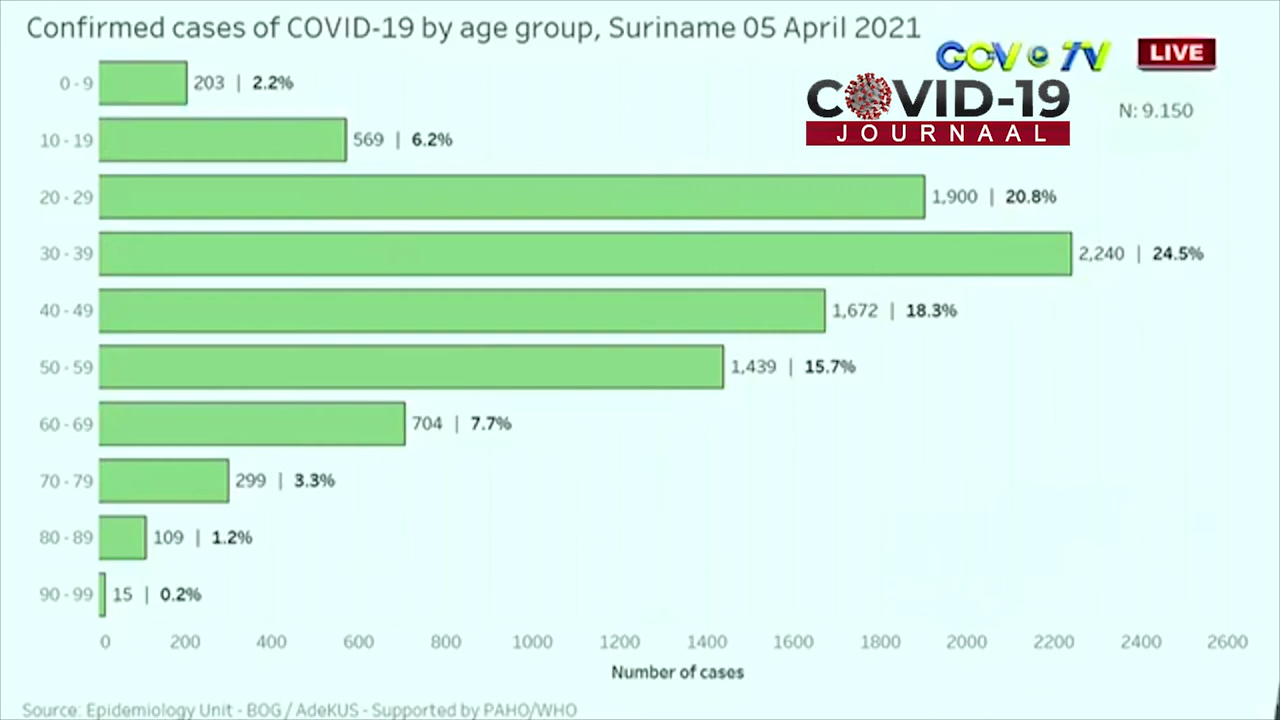 Confirmed cases of COVID-19 by age group, Suriname 05 April 2021
GOV TV
LIVE
COVID-19
JOURNAAL
N: 9.150
0 - 9 203 | 2.2%
10 - 19 569 | 6.2%
20 - 29 1,900 | 20.8%
30 - 39 2,240 | 24.5%
40 - 49 1,672 | 18.3%
50 - 59 1,439 | 15.7%
60 - 69 704 | 7.7%
70 - 79 299 | 3.3%
80 - 89 109 | 1.2%
90 - 99 15 | 0.2%
0 200 400 600 800 1000 1200 1400 1600 1800 2000 2200 2400 2600
Number of cases
Source: Epidemiology Unit - BOG / AdeKUS - Supported by PAHO/WHO